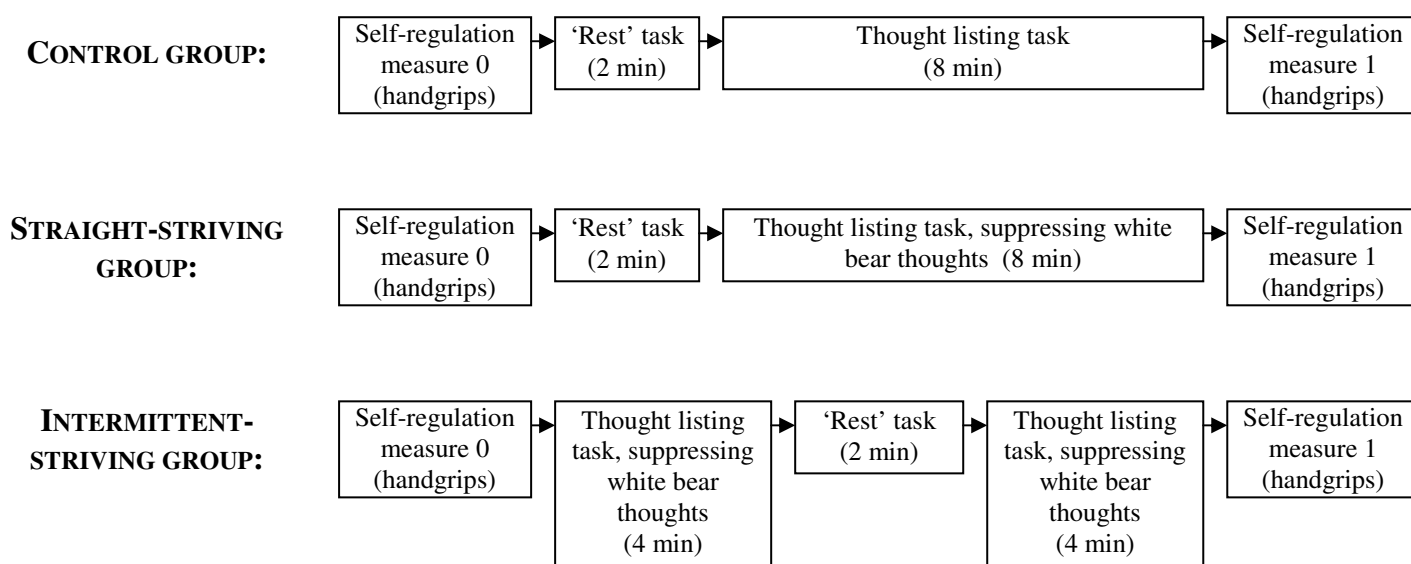 CONTROL GROUP:
Self-regulation
measure 0
(handgrips)
‘Rest’ task
(2 min)
Thought listing task
(8 min)
Self-regulation
measure 1
(handgrips)
STRAIGHT-STRIVING
GROUP:
Self-regulation
measure 0
(handgrips)
‘Rest’ task
(2 min)
Thought listing task, suppressing white
bear thoughts (8 min)
Self-regulation
measure 1
(handgrips)
INTERMITTENT-
STRIVING GROUP:
Self-regulation
measure 0
(handgrips)
Thought listing
task, suppressing
white bear
thoughts
(4 min)
‘Rest’ task
(2 min)
Thought listing
task, suppressing
white bear
thoughts
(4 min)
Self-regulation
measure 1
(handgrips)